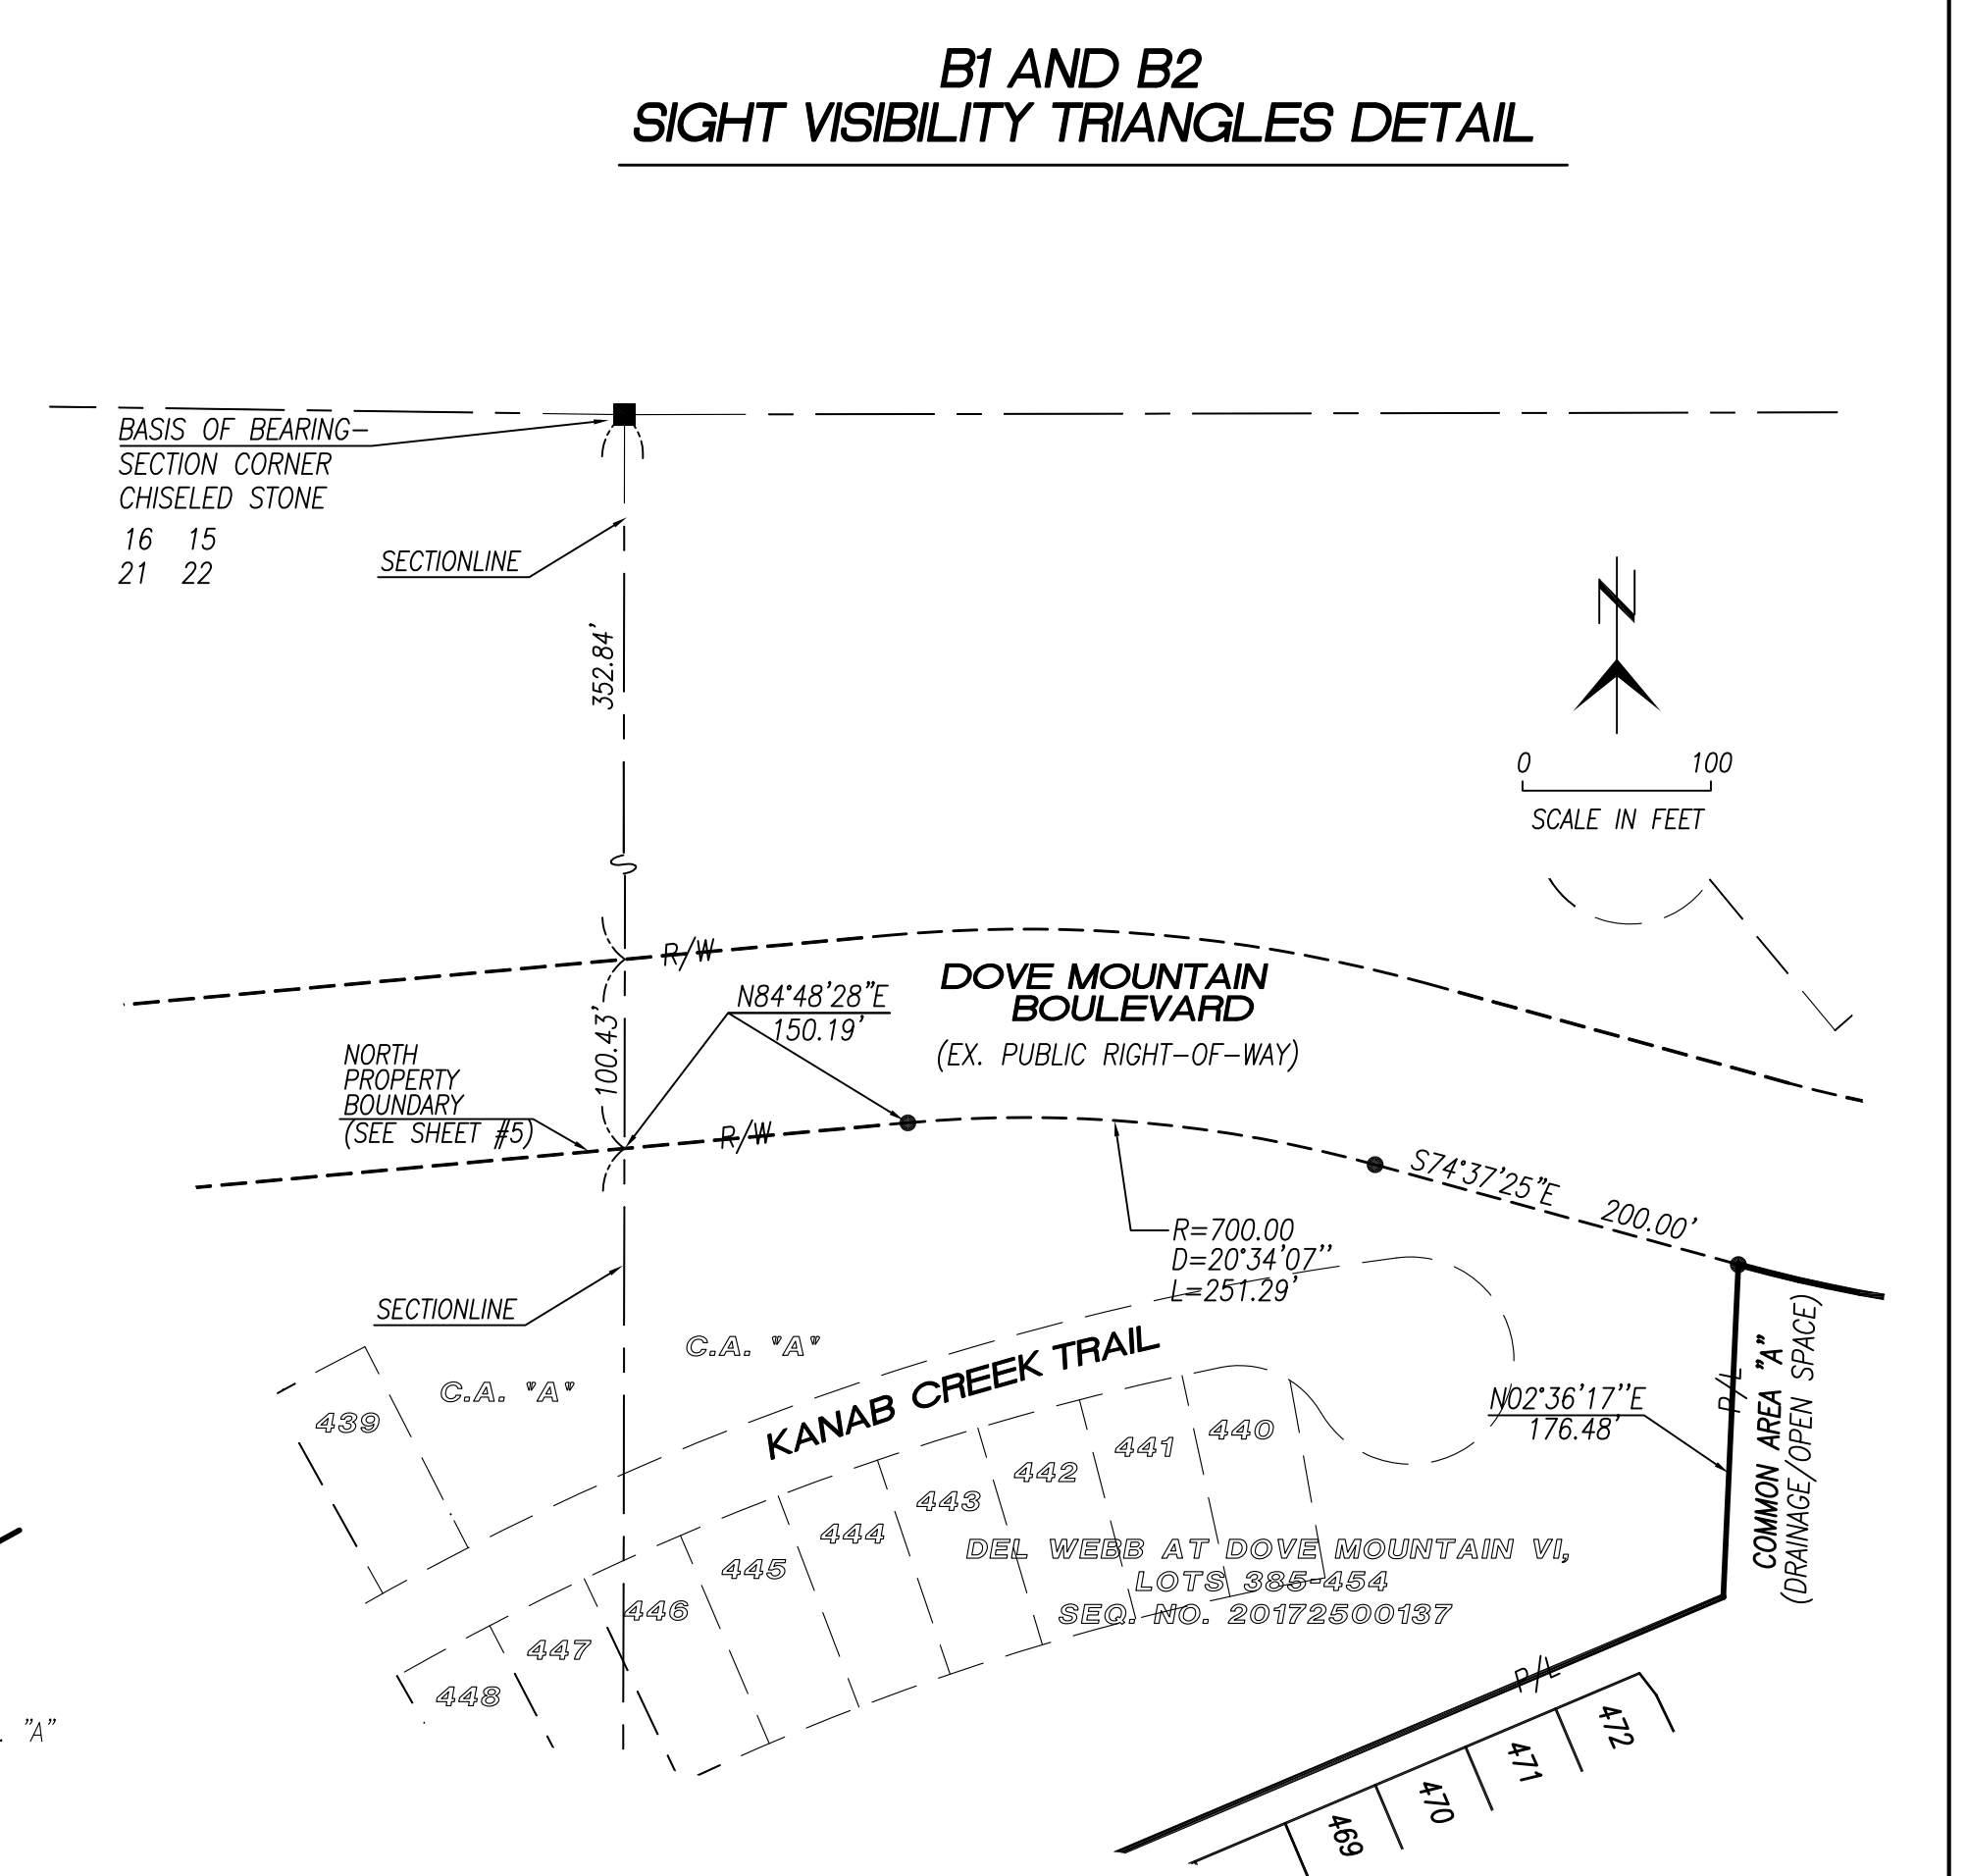 B1 AND B2
SIGHT VISIBILITY TRIANGLES DETAIL
BASIS OF BEARING-
SECTION CORNER
CHISELED STONE
16 15
21 22
SECTIONLINE
352.84'
N
0 100
SCALE IN FEET
R/W
DOVE MOUNTAIN
BOULEVARD
(EX. PUBLIC RIGHT-OF-WAY)
N84°48'28"E
150.19'
100.43'
NORTH
PROPERTY
BOUNDARY
(SEE SHEET #5)
R/W
S74°37'25"E 200.00'
R=700.00
D=20°34'07"
L=251.29'
SECTIONLINE
C.A. "A"
C.A. "A"
KANAB CREEK TRAIL
P/L
N02°36'17"E
176.48'
COMMON AREA "A"
(DRAINAGE/OPEN SPACE)
439
440
441
442
443
444
445
446
447
448
DEL WEBB AT DOVE MOUNTAIN VI,
LOTS 385-454
SEQ. NO. 20172500137
. "A"
P/L
472
471
470
469